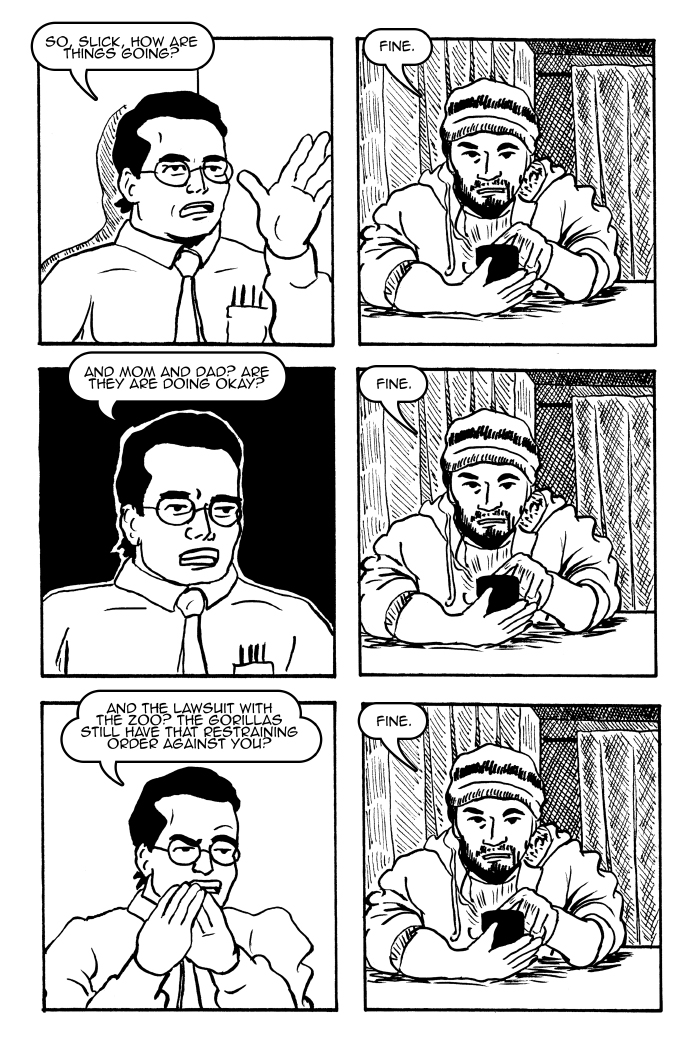 SO, SLICK, HOW ARE
THINGS GOING?
FINE.
AND MOM AND DAD? ARE
THEY ARE DOING OKAY?
FINE.
AND THE LAWSUIT WITH
THE ZOO? THE GORILLAS
STILL HAVE THAT RESTRAINING
ORDER AGAINST YOU?
FINE.